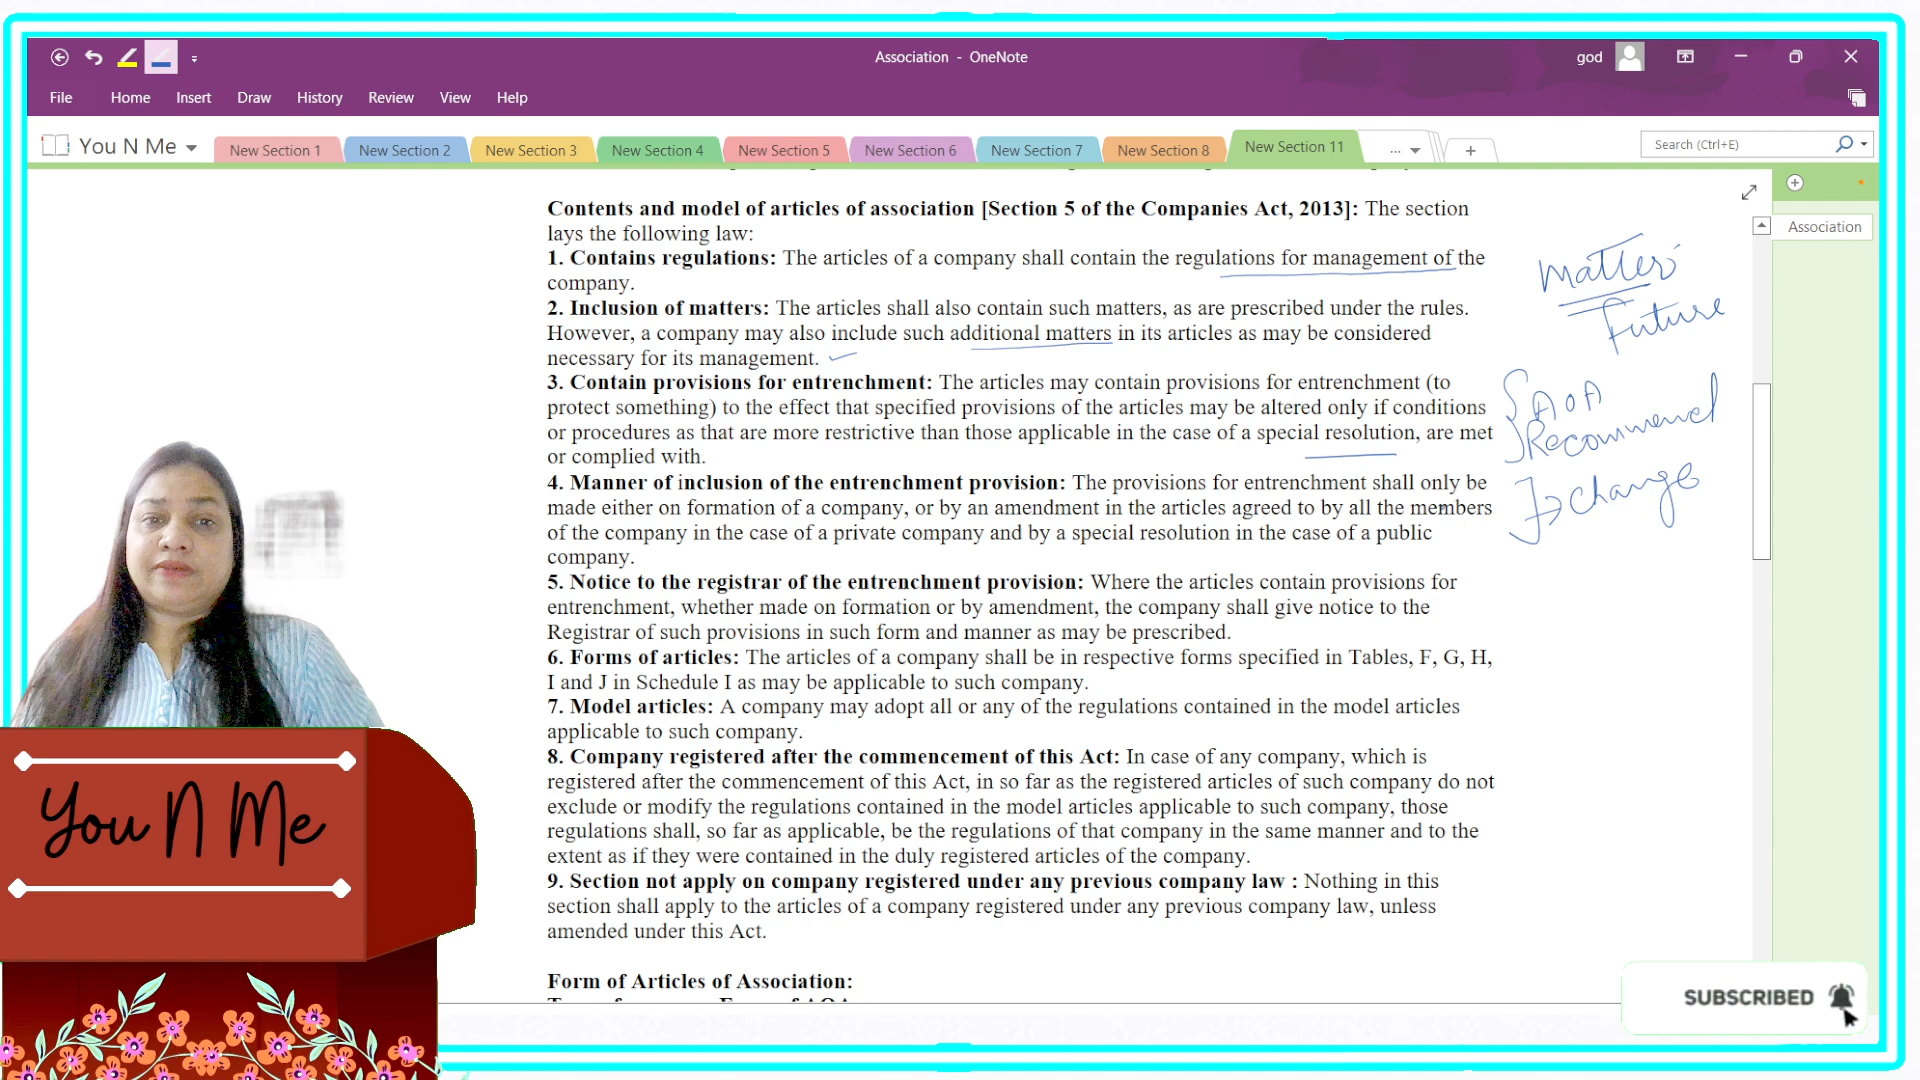 Association - OneNote
god
File Home Insert Draw History Review View Help
You N Me
New Section 1 New Section 2 New Section 3 New Section 4 New Section 5 New Section 6 New Section 7 New Section 8 New Section 11 ... +
Search (Ctrl+E)
Association
Contents and model of articles of association [Section 5 of the Companies Act, 2013]: The section
lays the following law:
1. Contains regulations: The articles of a company shall contain the regulations for management of the
company.
2. Inclusion of matters: The articles shall also contain such matters, as are prescribed under the rules.
However, a company may also include such additional matters in its articles as may be considered
necessary for its management.
3. Contain provisions for entrenchment: The articles may contain provisions for entrenchment (to
protect something) to the effect that specified provisions of the articles may be altered only if conditions
or procedures as that are more restrictive than those applicable in the case of a special resolution, are met
or complied with.
4. Manner of inclusion of the entrenchment provision: The provisions for entrenchment shall only be
made either on formation of a company, or by an amendment in the articles agreed to by all the members
of the company in the case of a private company and by a special resolution in the case of a public
company.
5. Notice to the registrar of the entrenchment provision: Where the articles contain provisions for
entrenchment, whether made on formation or by amendment, the company shall give notice to the
Registrar of such provisions in such form and manner as may be prescribed.
6. Forms of articles: The articles of a company shall be in respective forms specified in Tables, F, G, H,
I and J in Schedule I as may be applicable to such company.
7. Model articles: A company may adopt all or any of the regulations contained in the model articles
applicable to such company.
8. Company registered after the commencement of this Act: In case of any company, which is
registered after the commencement of this Act, in so far as the registered articles of such company do not
exclude or modify the regulations contained in the model articles applicable to such company, those
regulations shall, so far as applicable, be the regulations of that company in the same manner and to the
extent as if they were contained in the duly registered articles of the company.
9. Section not apply on company registered under any previous company law : Nothing in this
section shall apply to the articles of a company registered under any previous company law, unless
amended under this Act.
Form of Articles of Association:
Matter
Future
AOA
Recommend
change
You N Me
SUBSCRIBED